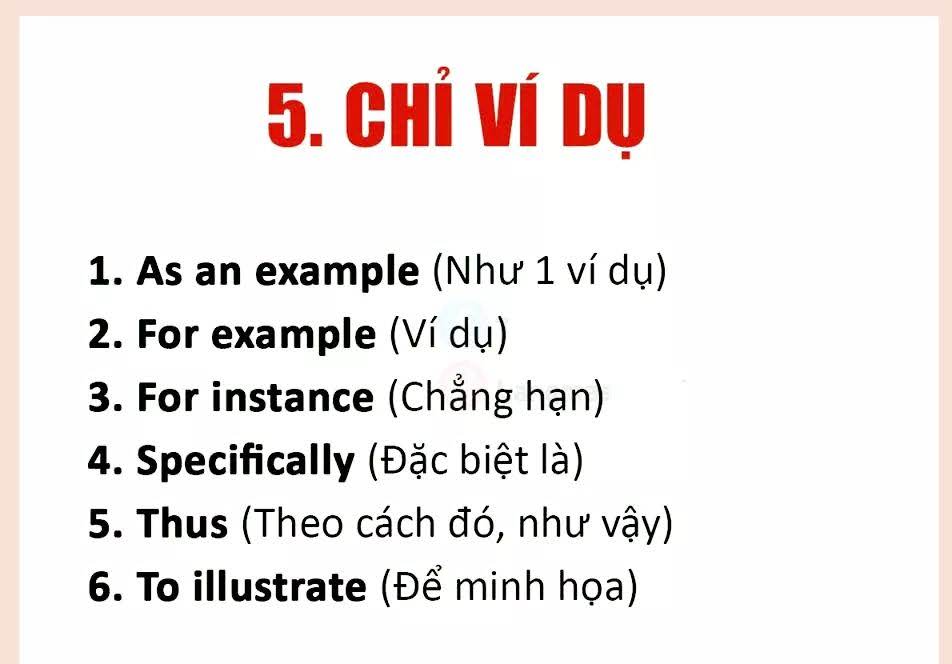 5. CHỈ VÍ DỤ
1. As an example (Như 1 ví dụ)
2. For example (Ví dụ)
3. For instance (Chẳng hạn)
4. Specifically (Đặc biệt là)
5. Thus (Theo cách đó, như vậy)
6. To illustrate (Để minh họa)